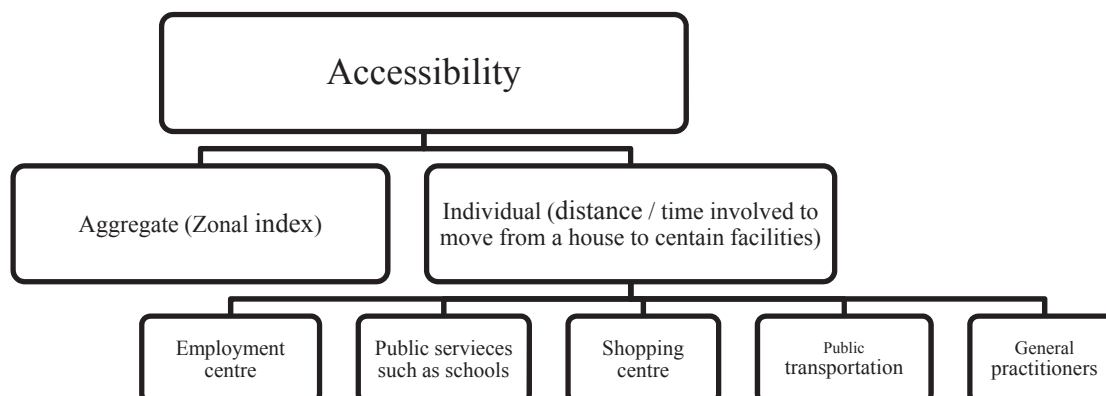 Accessibility
Aggregate (Zonal index)
Individual (distance / time involved to
move from a house to centain facilities)
Employment
centre
Public servieces
such as schools
Shopping
centre
Public
transportation
General
practitioners